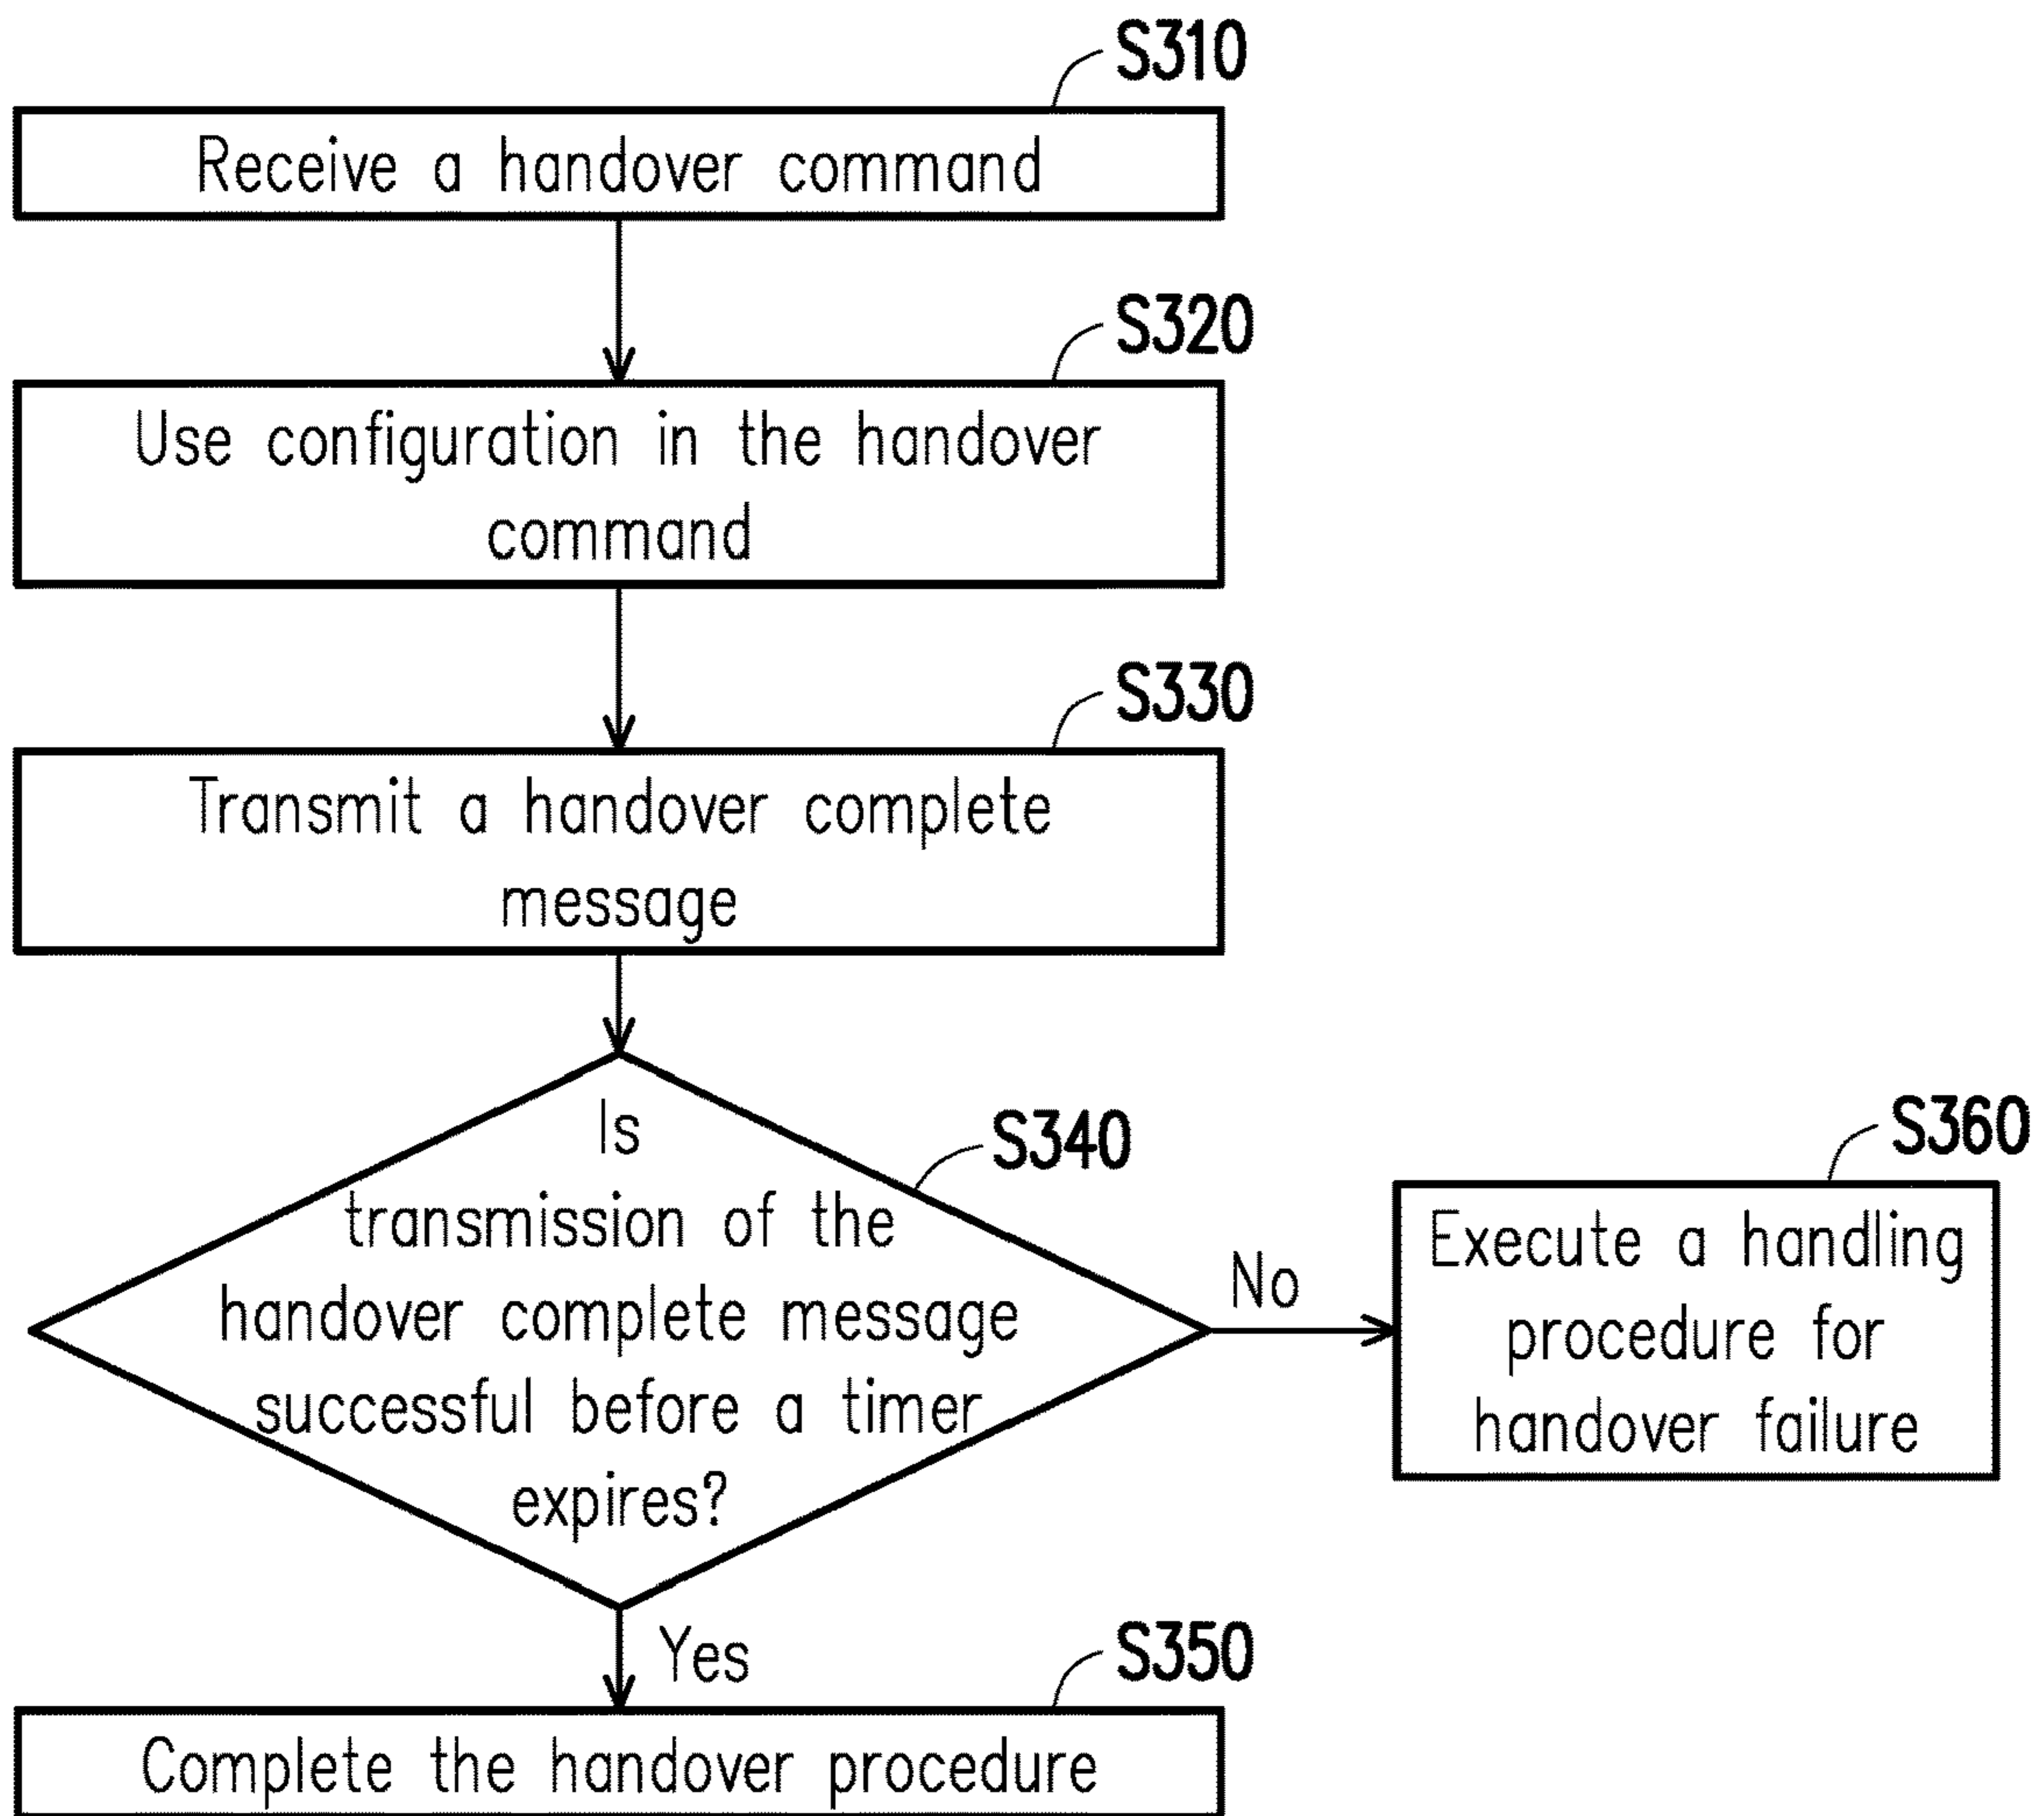 S310
Receive a handover command
S320
Use configuration in the handover
command
S330
Transmit a handover complete
message
S340
Is
transmission of the
handover complete message
successful before a timer
expires?
No
S360
Execute a handling
procedure for
handover failure
Yes
S350
Complete the handover procedure